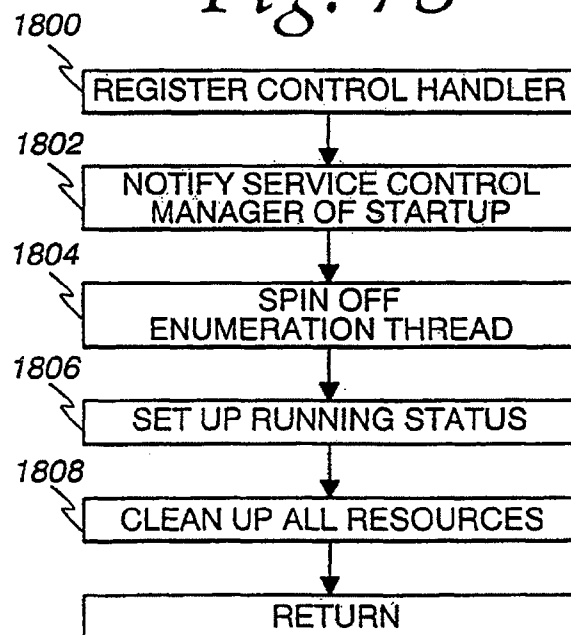 Fig. 18
1800
REGISTER CONTROL HANDLER
1802
NOTIFY SERVICE CONTROL
MANAGER OF STARTUP
1804
SPIN OFF
ENUMERATION THREAD
1806
SET UP RUNNING STATUS
1808
CLEAN UP ALL RESOURCES
RETURN